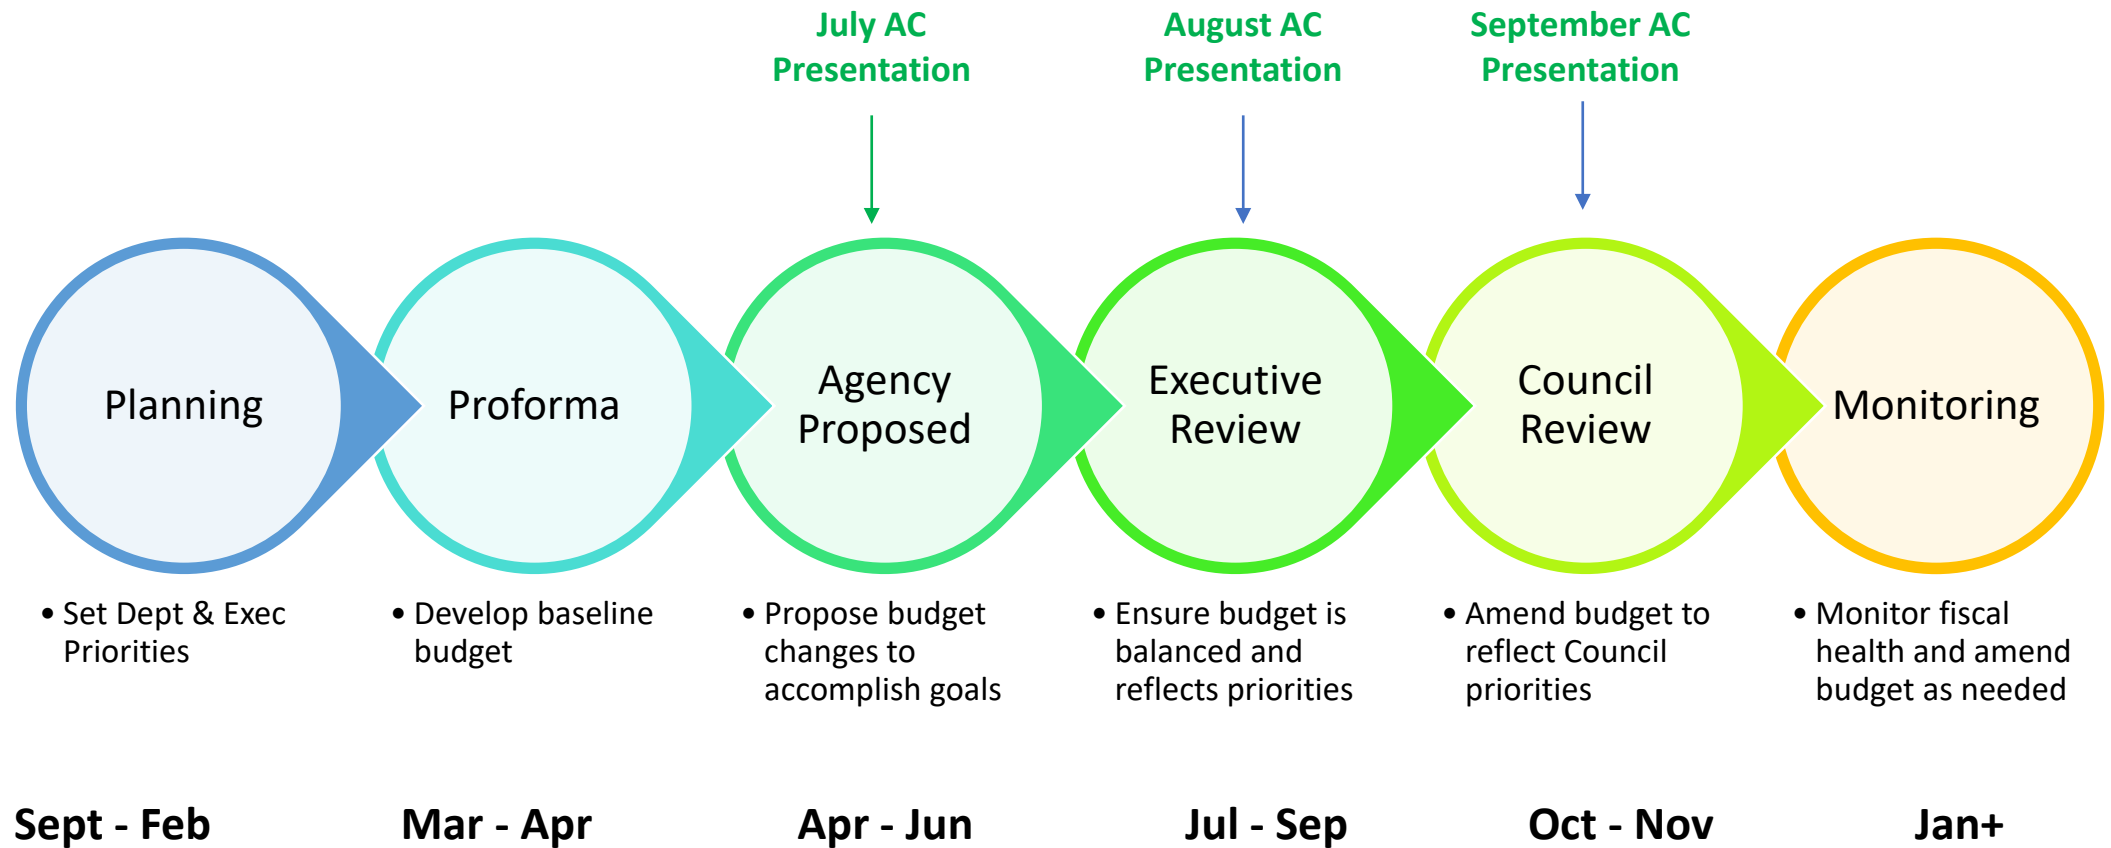 July AC
Presentation
August AC
Presentation
September AC
Presentation
Planning
Proforma
Agency
Proposed
Executive
Review
Council
Review
Monitoring
• Set Dept & Exec
Priorities
• Develop baseline
budget
• Propose budget
changes to
accomplish goals
• Ensure budget is
balanced and
reflects priorities
• Amend budget to
reflect Council
priorities
• Monitor fiscal
health and amend
budget as needed
Sept - Feb
Mar - Apr
Apr - Jun
Jul - Sep
Oct - Nov
Jan+